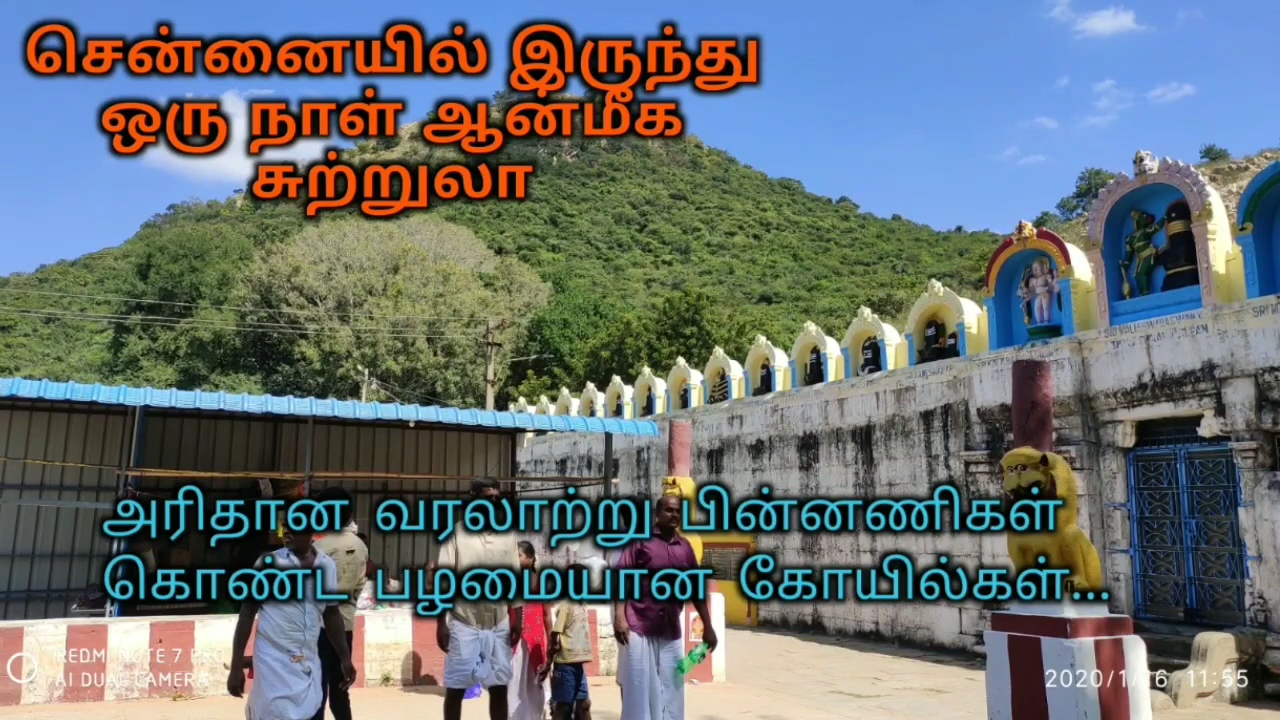 சென்னையில் இருந்து
ஒரு நாள் ஆன்மீக
சுற்றுலா
அரிதான வரலாற்று பின்னணிகள்
கொண்ட பழமையான கோயில்கள்...
REDMI NOTE 7 PRO
AI DUAL CAMERA
2020/1/16 11:55